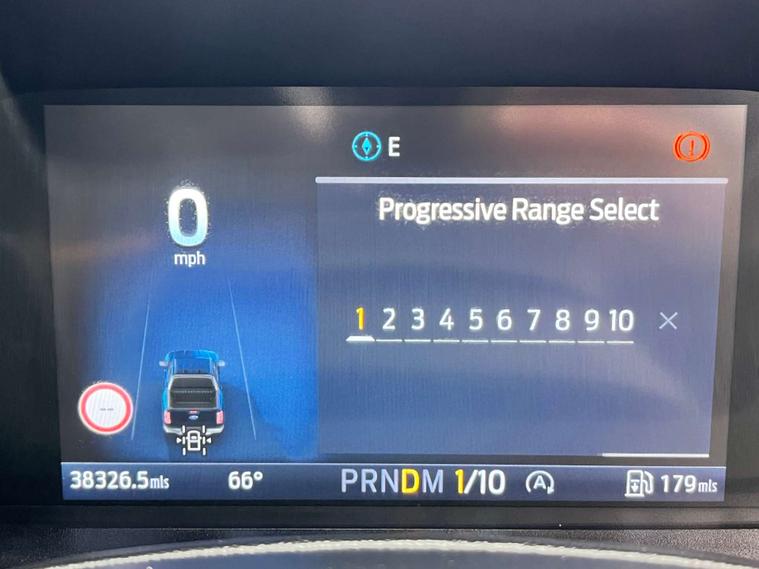 E
0
mph
Progressive Range Select
1 2 3 4 5 6 7 8 9 10 ×
--
38326.5mls 66° PRNDM 1/10 A 179mls